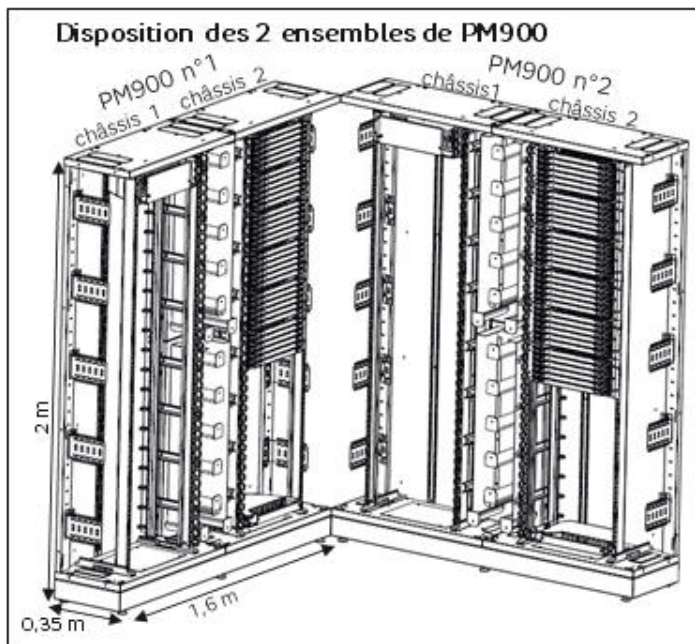 Disposition des 2 ensembles de PM900
PM900 n°1
châssis 1
châssis 2
PM900 n°2
châssis1
châssis 2
2 m
0,35 m
1,6 m